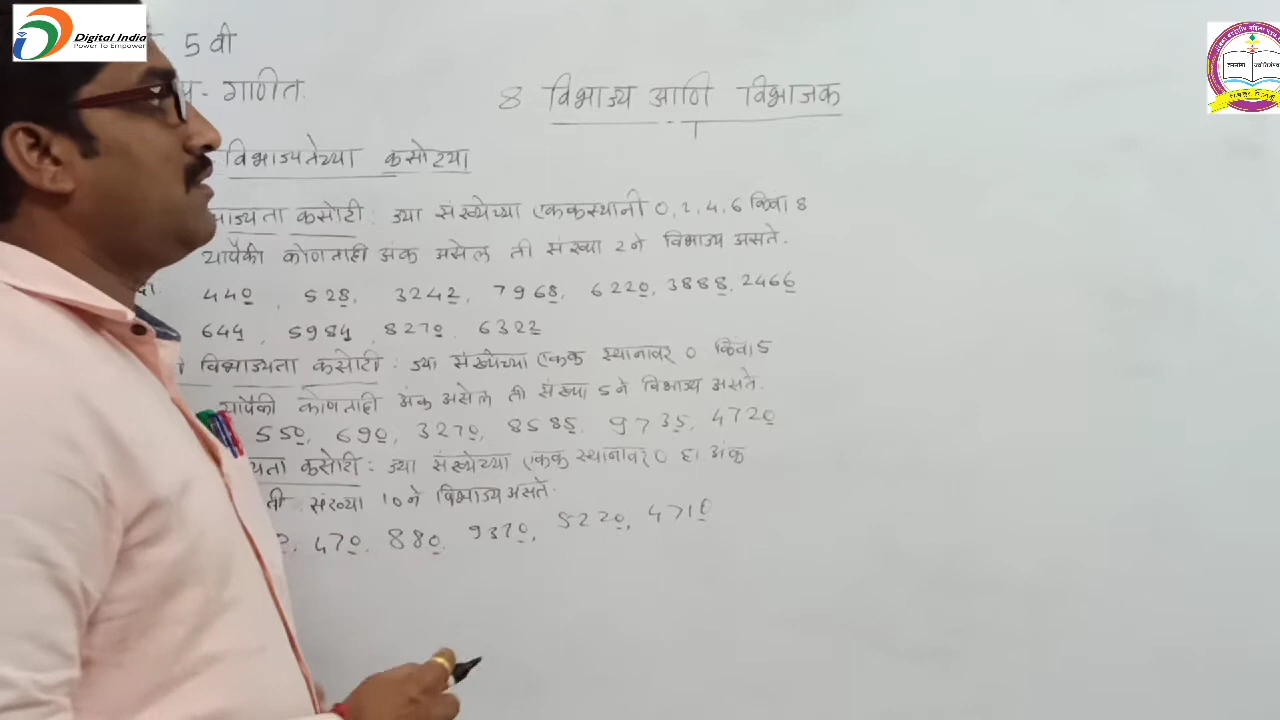 Digital India
Power To Empower
5 वी
गणित.
8 विभाज्य आणि विभाजक
विभाज्यतेच्या कसोट्या
कसोटी : ज्या संख्येच्या एककस्थानी 0, 2, 4, 6 किंवा 8
यापैकी कोणताही अंक असेल ती संख्या 2 ने विभाज्य असते.
440, 528, 3242, 7968, 6220, 3888, 2466
644, 5984, 8270, 6322
विभाज्यता कसोटी : ज्या संख्येच्या एकक स्थानावर 0 किंवा 5
यापैकी कोणताही अंक असेल ती संख्या 5 ने विभाज्य असते.
550, 690, 3270, 8585, 9735, 4720
कसोटी : ज्या संख्येच्या एकक स्थानावर 0 हा अंक
ती संख्या 10 ने विभाज्य असते.
470, 880, 9370, 5220, 4710